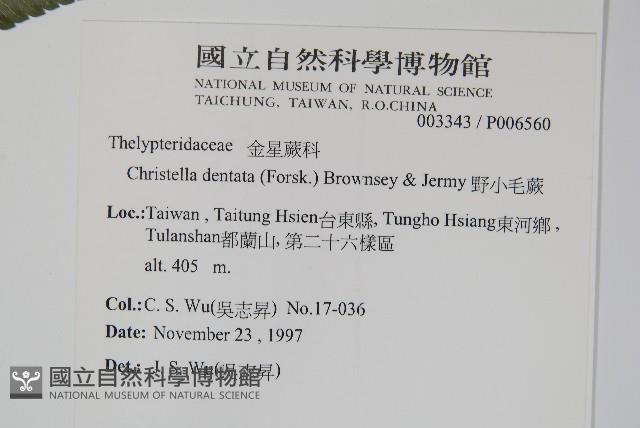 國立自然科學博物館
NATIONAL MUSEUM OF NATURAL SCIENCE
TAICHUNG, TAIWAN, R.O.CHINA
003343 / P006560
Thelypteridaceae 金星蕨科
Christella dentata (Forsk.) Brownsey & Jermy 野小毛蕨
Loc.:Taiwan , Taitung Hsien台東縣, Tungho Hsiang東河鄉 ,
Tulanshan都蘭山, 第二十六樣區
alt. 405 m.
Col.: C. S. Wu(吳志昇) No.17-036
Date: November 23 , 1997
Det.: J. S. Wu(吳志昇)
國立自然科學博物館
NATIONAL MUSEUM OF NATURAL SCIENCE